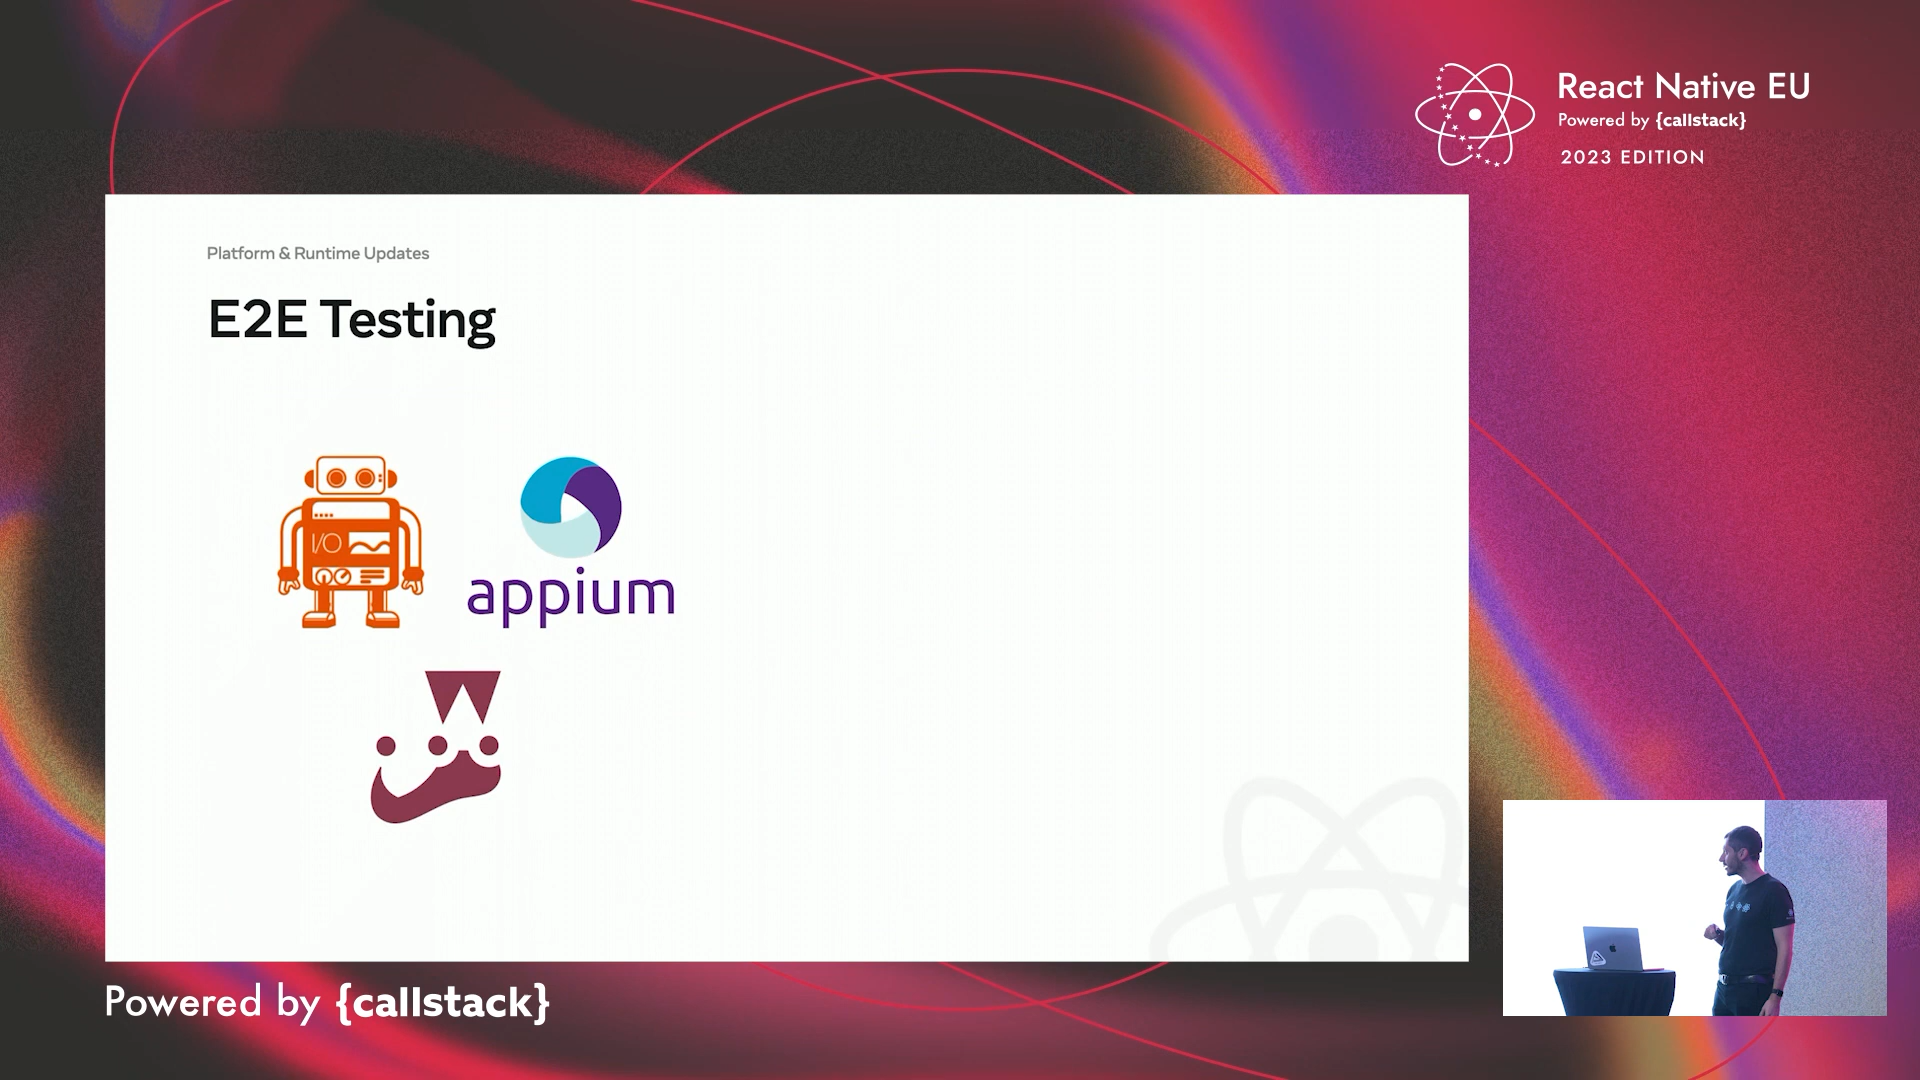 React Native EU
Powered by {callstack}
2023 EDITION
Platform & Runtime Updates
E2E Testing
I/O
appium
Powered by {callstack}